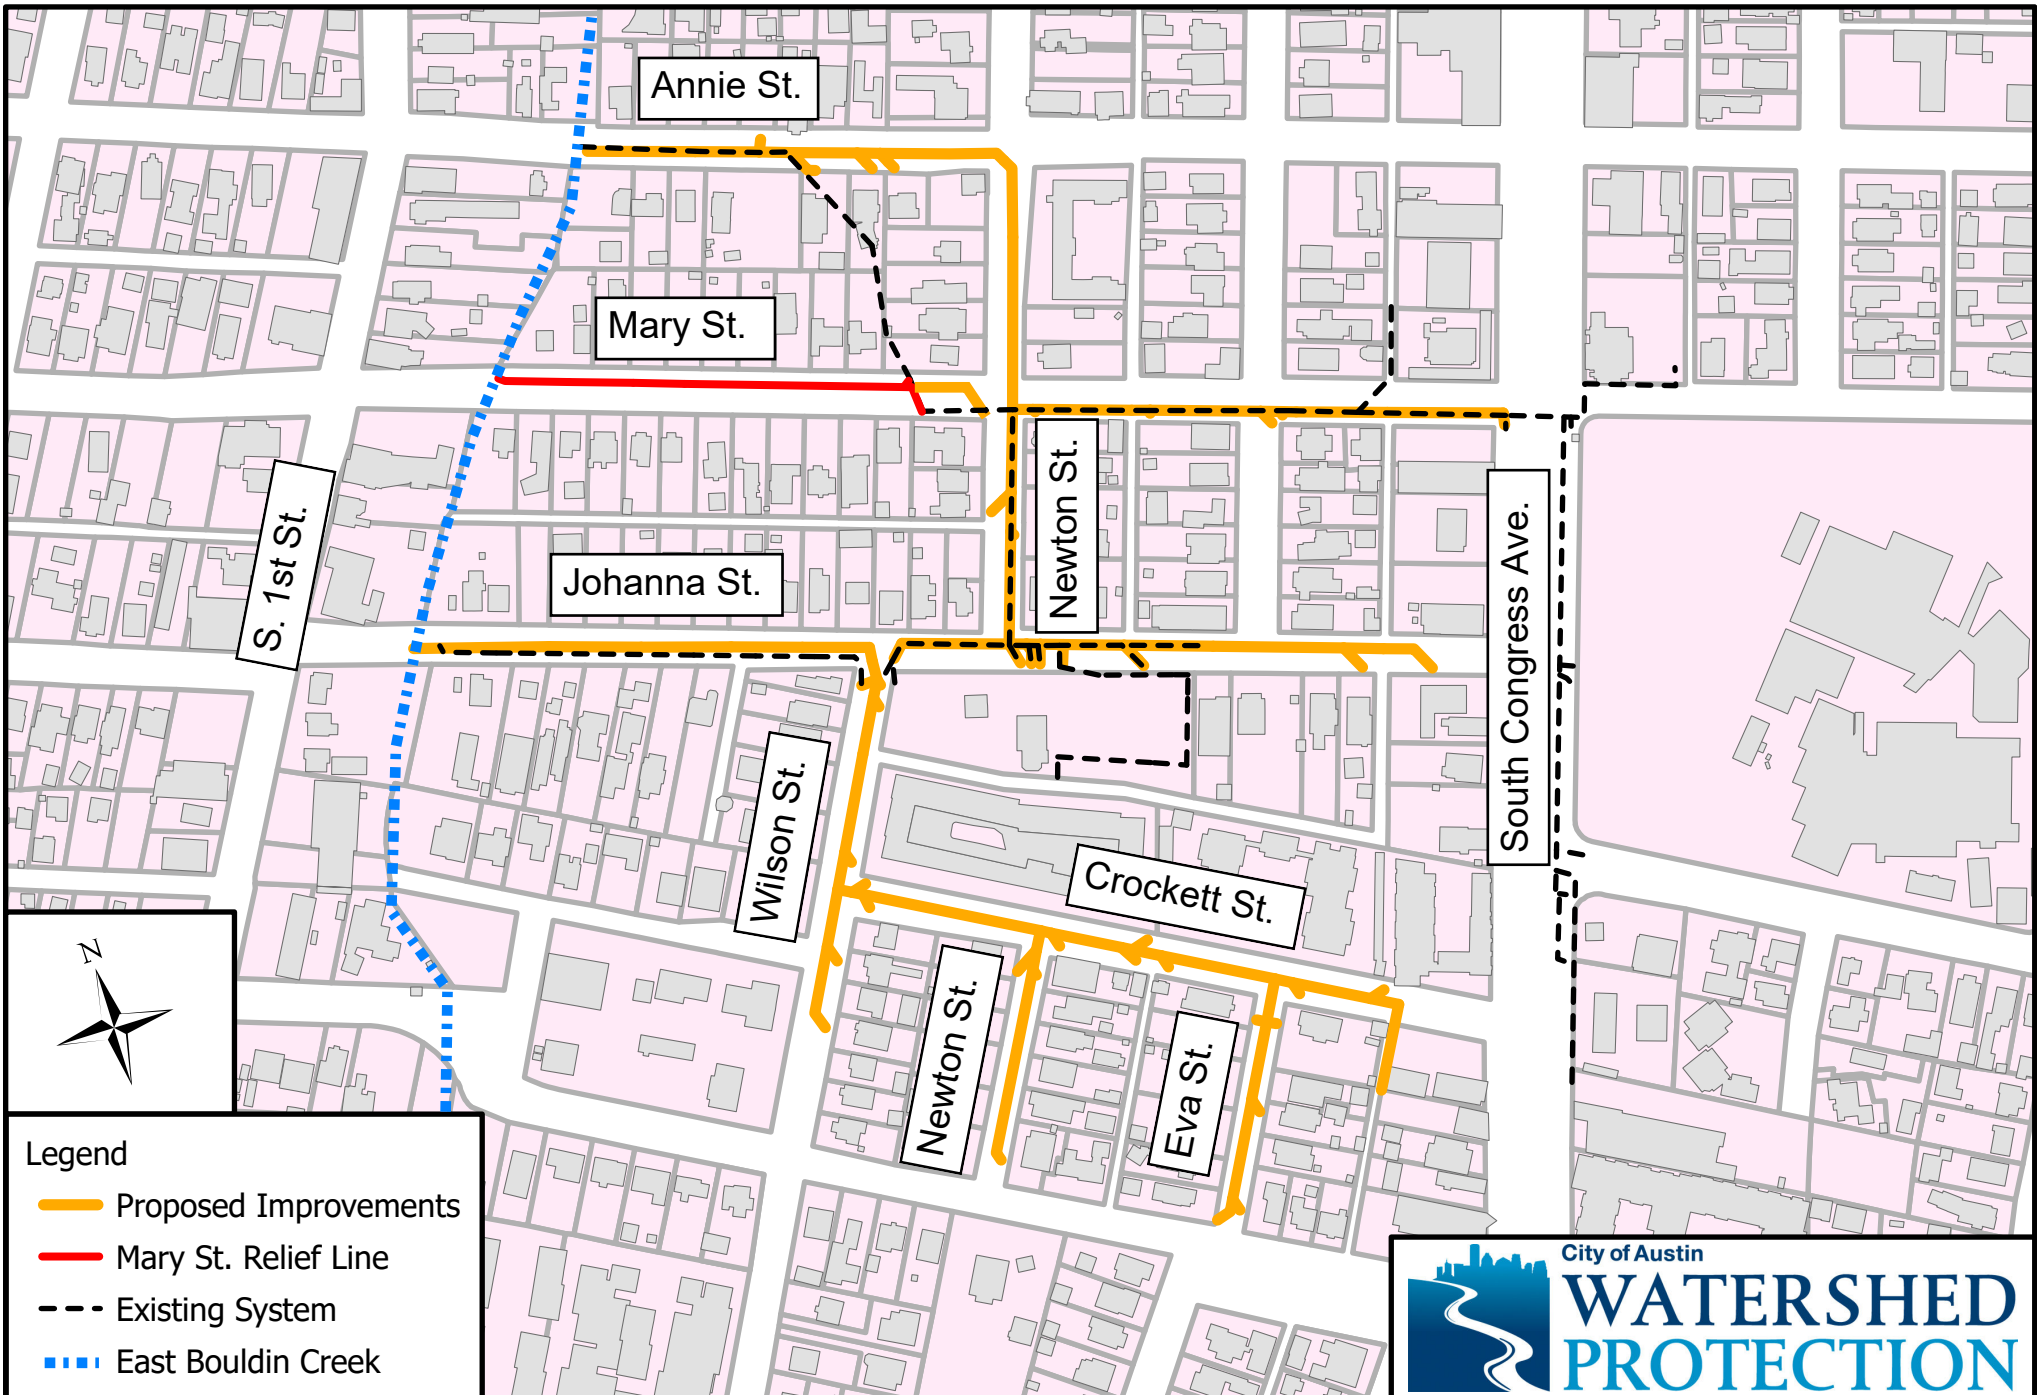 Annie St.
Mary St.
Johanna St.
S. 1st St.
Newton St.
South Congress Ave.
Wilson St.
Crockett St.
Newton St.
Eva St.
N
Legend
Proposed Improvements
Mary St. Relief Line
Existing System
East Bouldin Creek
City of Austin
WATERSHED
PROTECTION